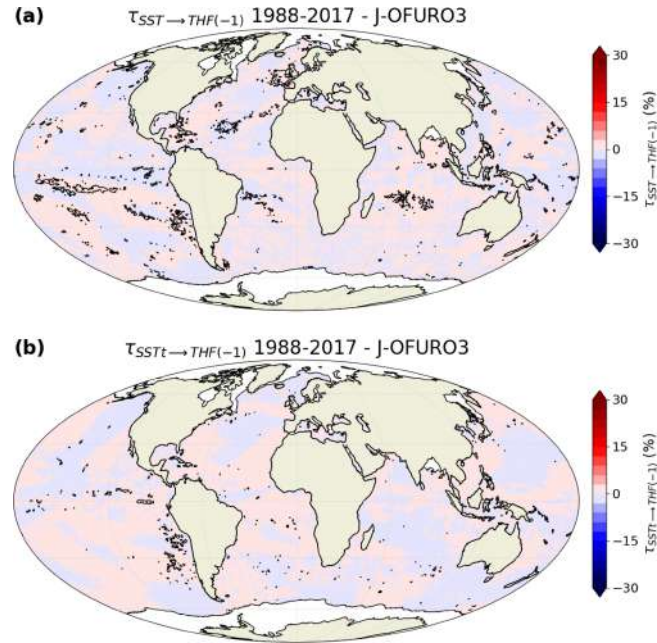 (a)
τSST→THF(−1) 1988-2017 - J-OFURO3
30
15
0
−15
−30
τSST→THF(−1) (%)
(b)
τSSTt→THF(−1) 1988-2017 - J-OFURO3
30
15
0
−15
−30
τSSTt→THF(−1) (%)